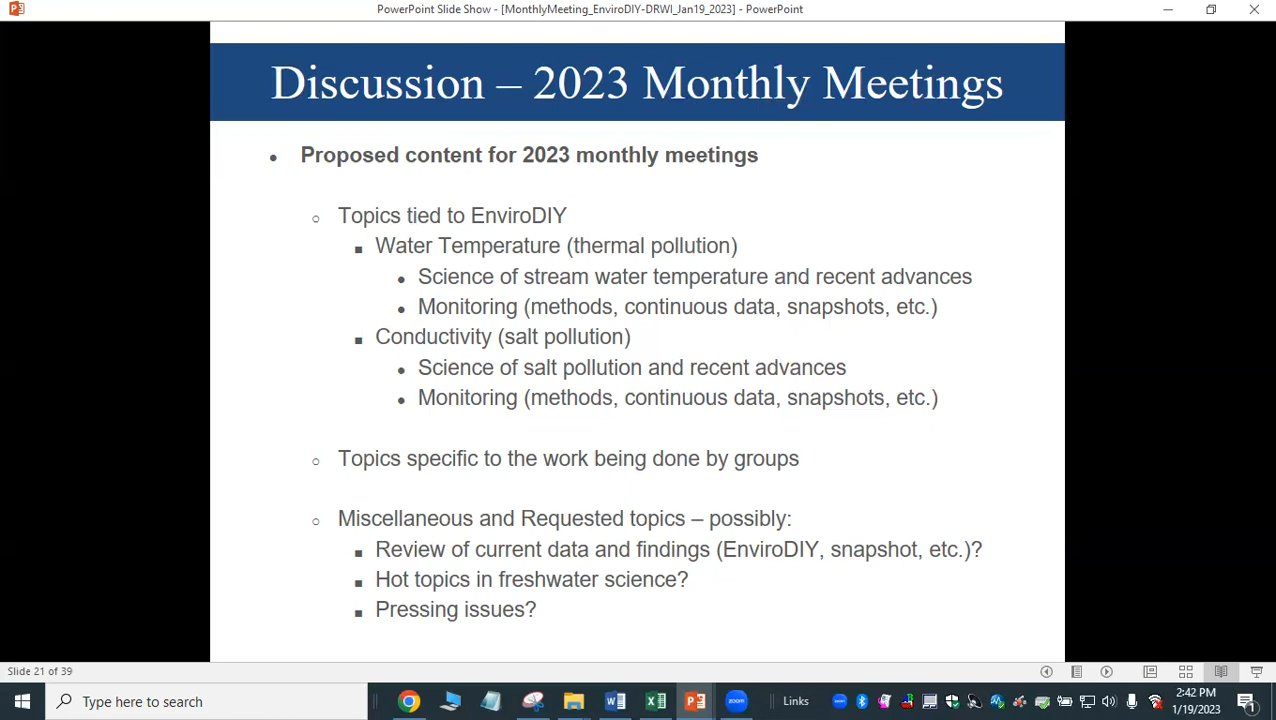 PowerPoint Slide Show - [MonthlyMeeting_EnviroDIY-DRWI_Jan19_2023] - PowerPoint
Discussion – 2023 Monthly Meetings
• Proposed content for 2023 monthly meetings
○ Topics tied to EnviroDIY
▪ Water Temperature (thermal pollution)
• Science of stream water temperature and recent advances
• Monitoring (methods, continuous data, snapshots, etc.)
▪ Conductivity (salt pollution)
• Science of salt pollution and recent advances
• Monitoring (methods, continuous data, snapshots, etc.)
○ Topics specific to the work being done by groups
○ Miscellaneous and Requested topics – possibly:
▪ Review of current data and findings (EnviroDIY, snapshot, etc.)?
▪ Hot topics in freshwater science?
▪ Pressing issues?
Slide 21 of 39
Type here to search
Links
2:42 PM
1/19/2023
1